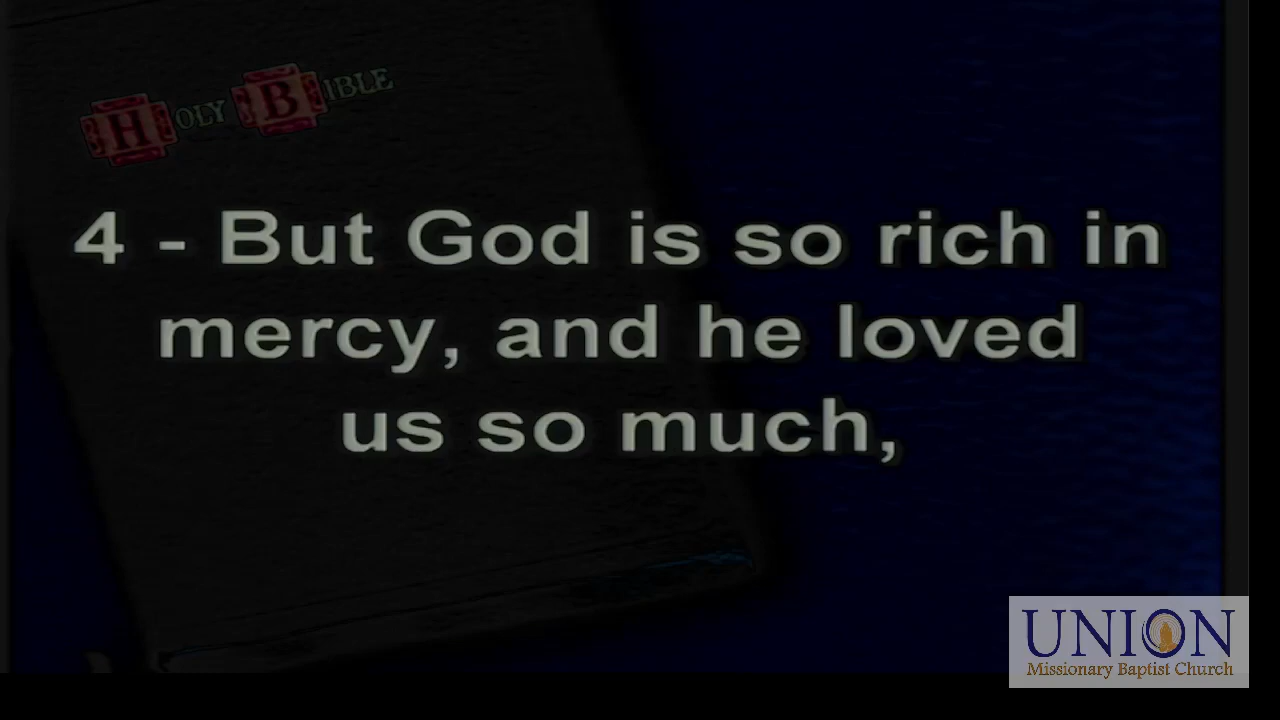 HOLY BIBLE
4 - But God is so rich in
mercy, and he loved
us so much,
UNION
Missionary Baptist Church